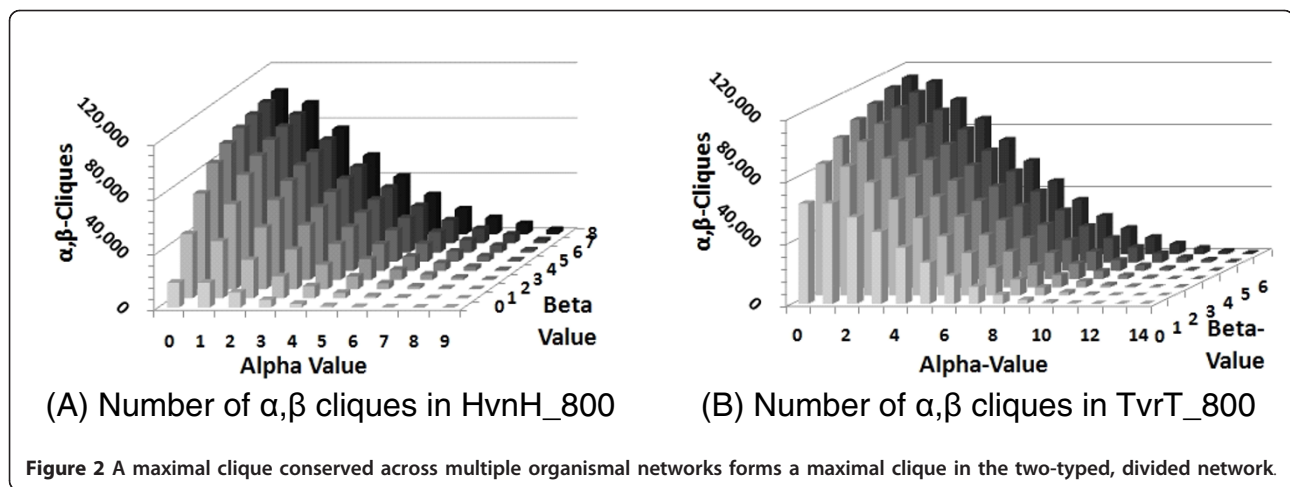 120,000
80,000
40,000
0
α,β-Cliques
0 1 2 3 4 5 6 7 8 9
Alpha Value
0 1 2 3 4 5 6 7 8
Beta
Value
(A) Number of α,β cliques in HvnH_800
120,000
80,000
40,000
0
α,β-Cliques
0 2 4 6 8 10 12 14
Alpha-Value
0 1 2 3 4 5 6
Beta-
Value
(B) Number of α,β cliques in TvrT_800
Figure 2 A maximal clique conserved across multiple organismal networks forms a maximal clique in the two-typed, divided network.